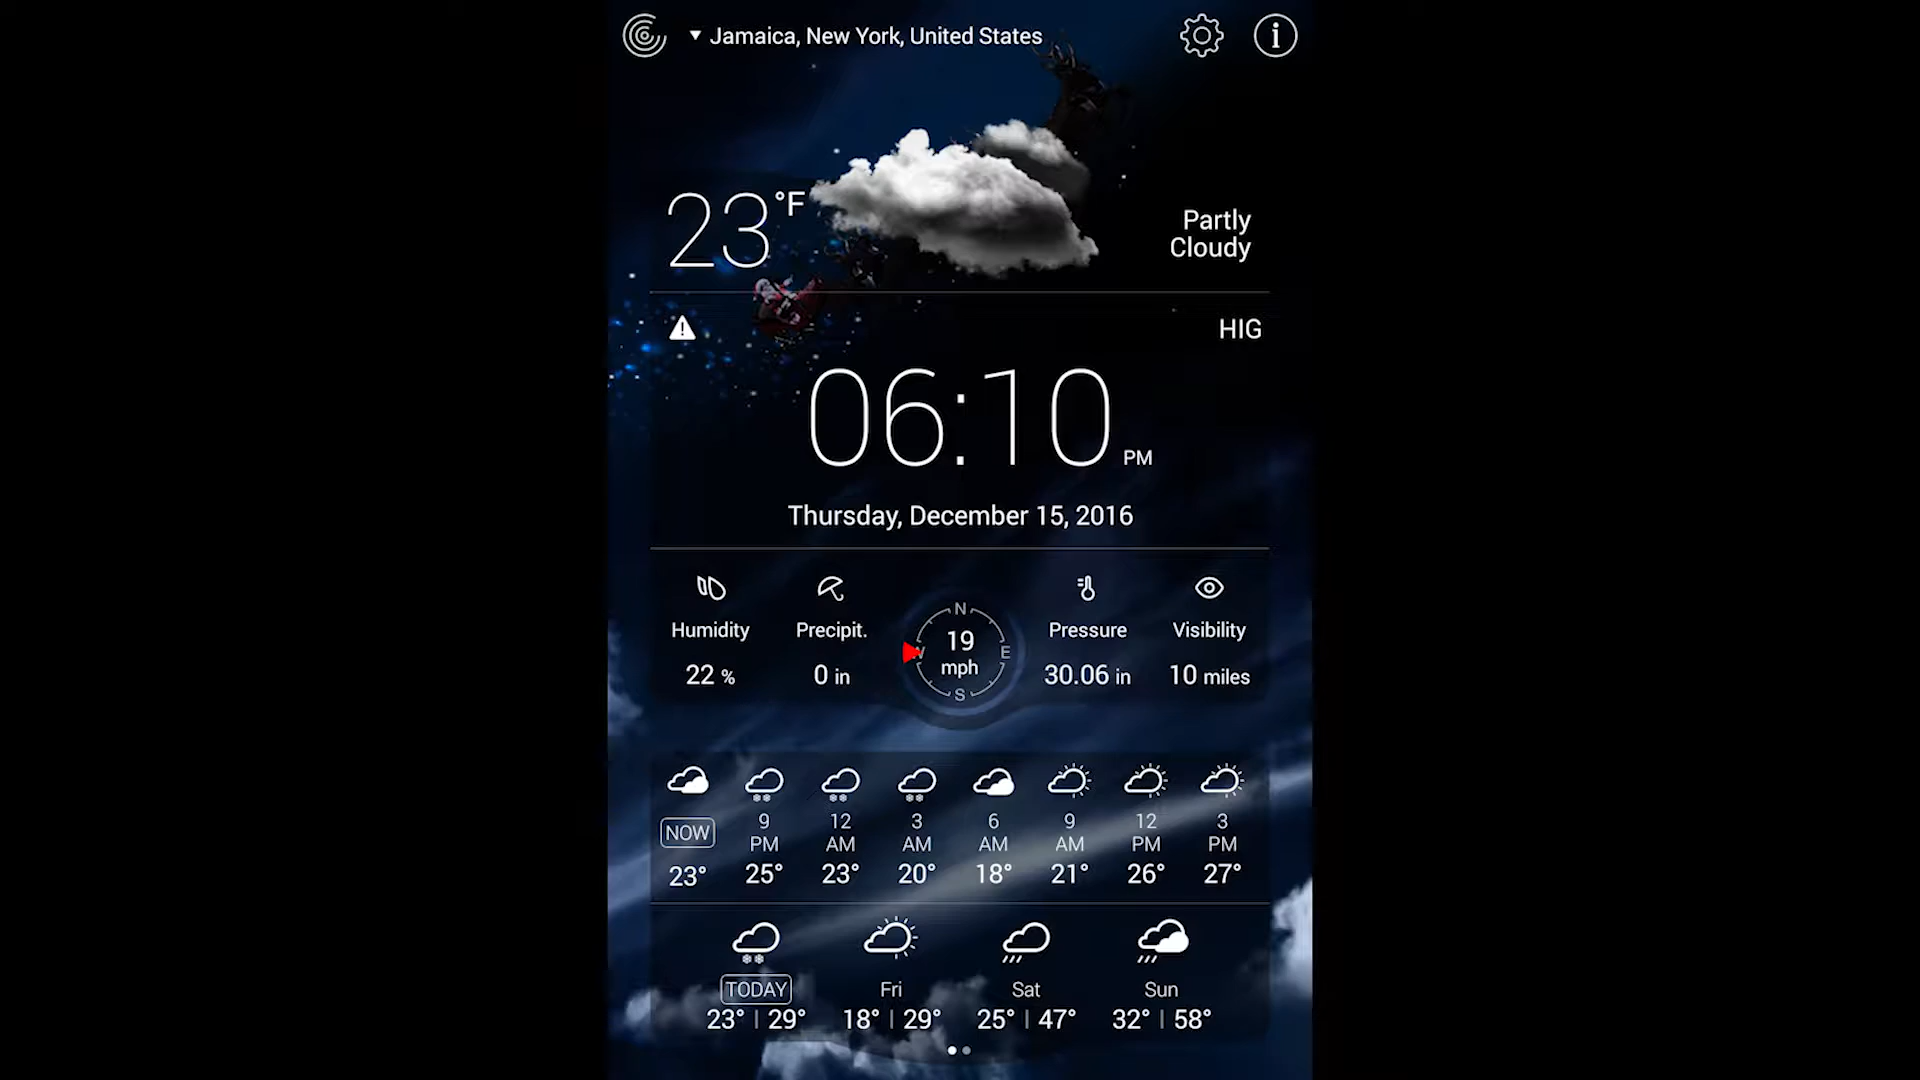 Jamaica, New York, United States
23°F
Partly
Cloudy
HIG
06:10 PM
Thursday, December 15, 2016
Humidity Precipit. Pressure Visibility
22 % 0 in 30.06 in 10 miles
N
W 19 E
mph
S
NOW 9 PM 12 AM 3 AM 6 AM 9 AM 12 PM 3 PM
23° 25° 23° 20° 18° 21° 26° 27°
TODAY Fri Sat Sun
23° | 29° 18° | 29° 25° | 47° 32° | 58°